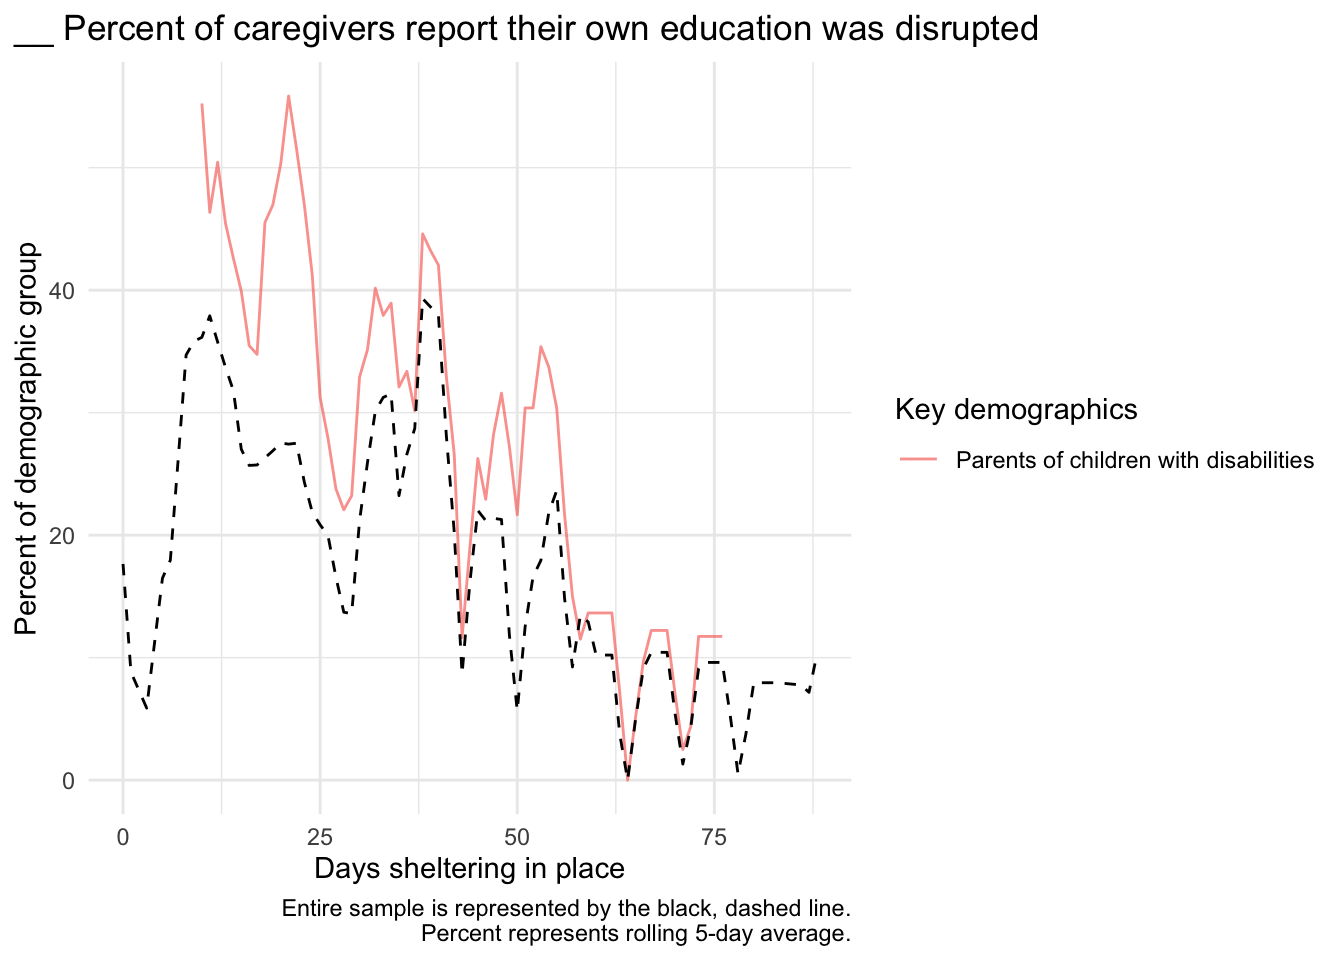 __ Percent of caregivers report their own education was disrupted
Percent of demographic group
40
20
0
0 25 50 75
Days sheltering in place
Key demographics
Parents of children with disabilities
Entire sample is represented by the black, dashed line.
Percent represents rolling 5-day average.